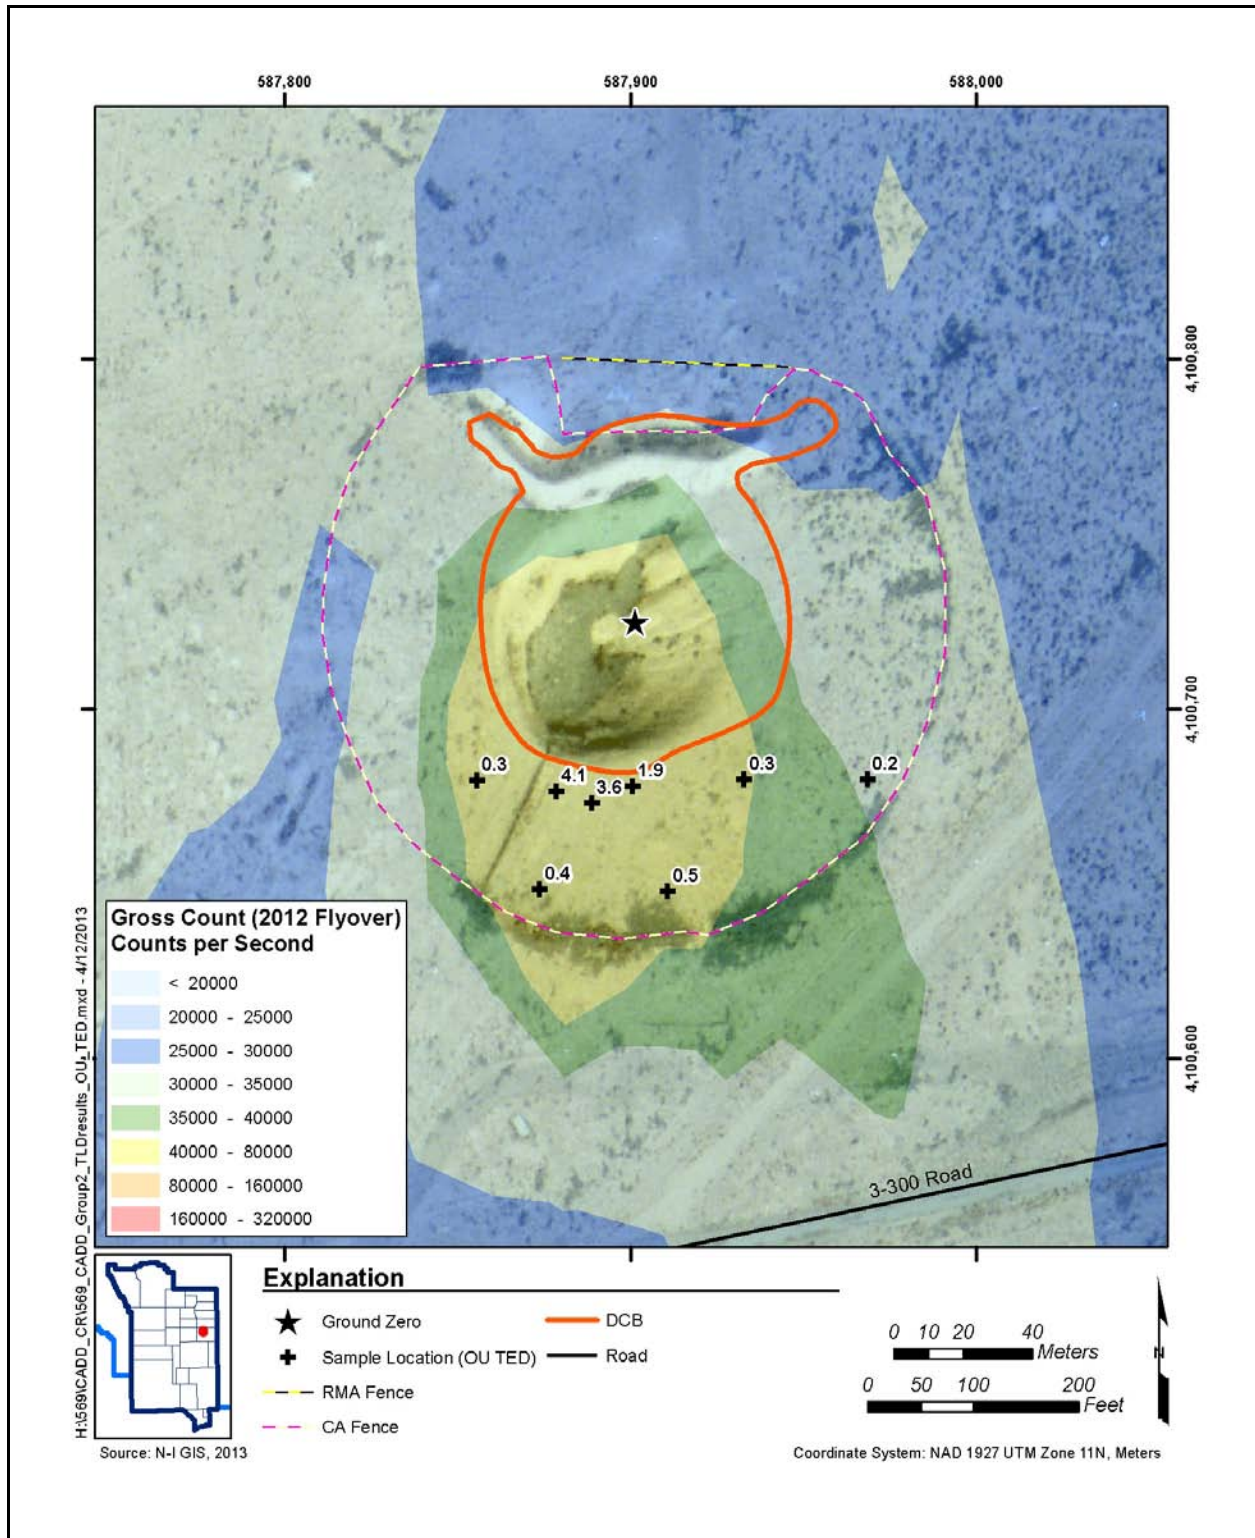 587,800
587,900
588,000
4,100,800
4,100,700
4,100,600
0.3
4.1
3.6
1.9
0.3
0.2
0.4
0.5
3-300 Road
Gross Count (2012 Flyover)
Counts per Second
< 20000
20000 - 25000
25000 - 30000
30000 - 35000
35000 - 40000
40000 - 80000
80000 - 160000
160000 - 320000
H:\569\CADD_CR\569_CADD_Group2_TLDresults_OU_TED.mxd - 4/12/2013
Explanation
Ground Zero
Sample Location (OU TED)
RMA Fence
CA Fence
DCB
Road
0 10 20 40
Meters
0 50 100 200
Feet
N
Source: N-I GIS, 2013
Coordinate System: NAD 1927 UTM Zone 11N, Meters